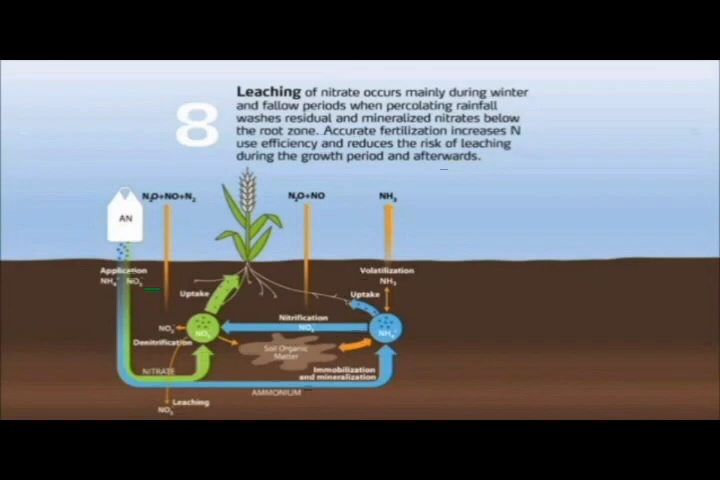 8
Leaching of nitrate occurs mainly during winter
and fallow periods when percolating rainfall
washes residual and mineralized nitrates below
the root zone. Accurate fertilization increases N
use efficiency and reduces the risk of leaching
during the growth period and afterwards.
N₂O+NO+N₂
N₂O+NO
NH₃
AN
Application
Volatilization
NH₃
Uptake
Uptake
Nitrification
Denitrification
Soil Organic
Matter
Immobilization
and mineralization
NITRATE
AMMONIUM
Leaching